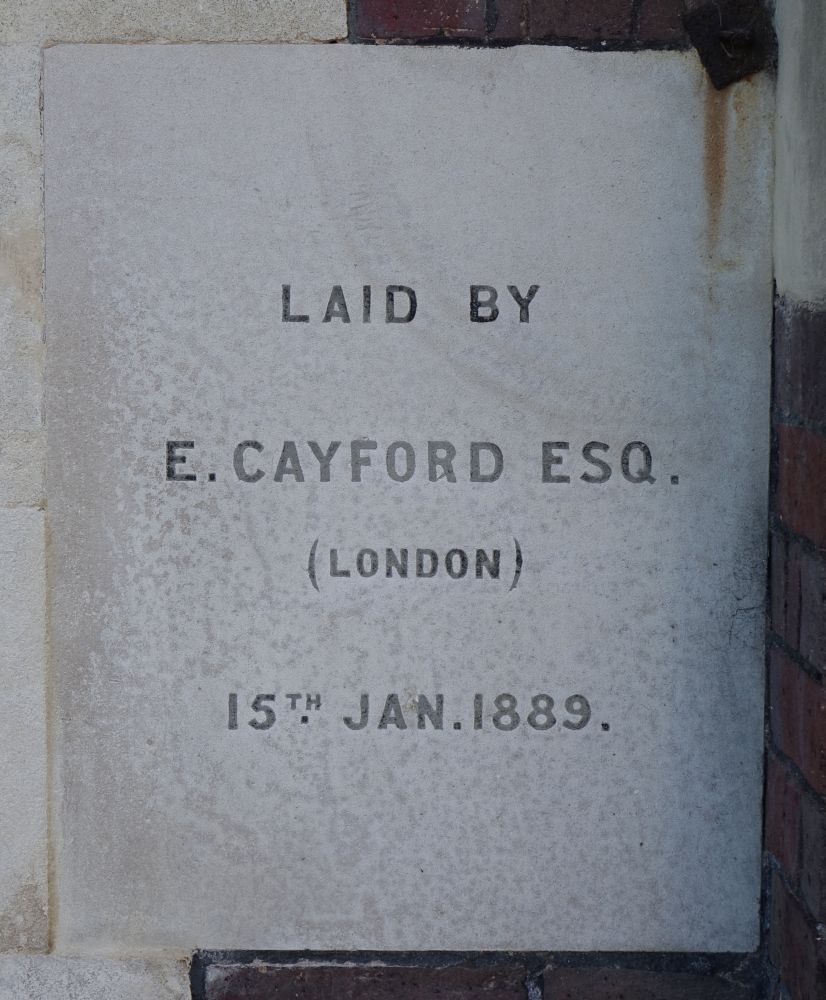 LAID BY
E. CAYFORD ESQ.
(LONDON)
15TH. JAN. 1889.